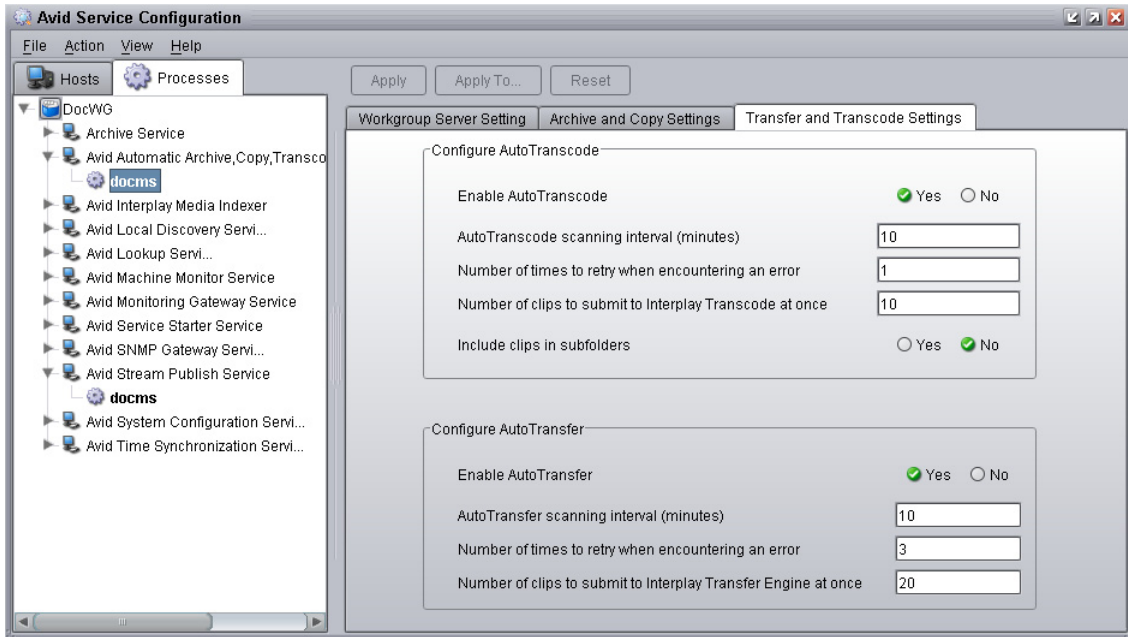 Avid Service Configuration
File Action View Help
Hosts Processes
DocWG
Archive Service
Avid Automatic Archive,Copy,Transco
docms
Avid Interplay Media Indexer
Avid Local Discovery Servi...
Avid Lookup Servi...
Avid Machine Monitor Service
Avid Monitoring Gateway Service
Avid Service Starter Service
Avid SNMP Gateway Servi...
Avid Stream Publish Service
docms
Avid System Configuration Servi...
Avid Time Synchronization Servi...
Apply Apply To... Reset
Workgroup Server Setting Archive and Copy Settings Transfer and Transcode Settings
Configure AutoTranscode
Enable AutoTranscode Yes No
AutoTranscode scanning interval (minutes) 10
Number of times to retry when encountering an error 1
Number of clips to submit to Interplay Transcode at once 10
Include clips in subfolders Yes No
Configure AutoTransfer
Enable AutoTransfer Yes No
AutoTransfer scanning interval (minutes) 10
Number of times to retry when encountering an error 3
Number of clips to submit to Interplay Transfer Engine at once 20